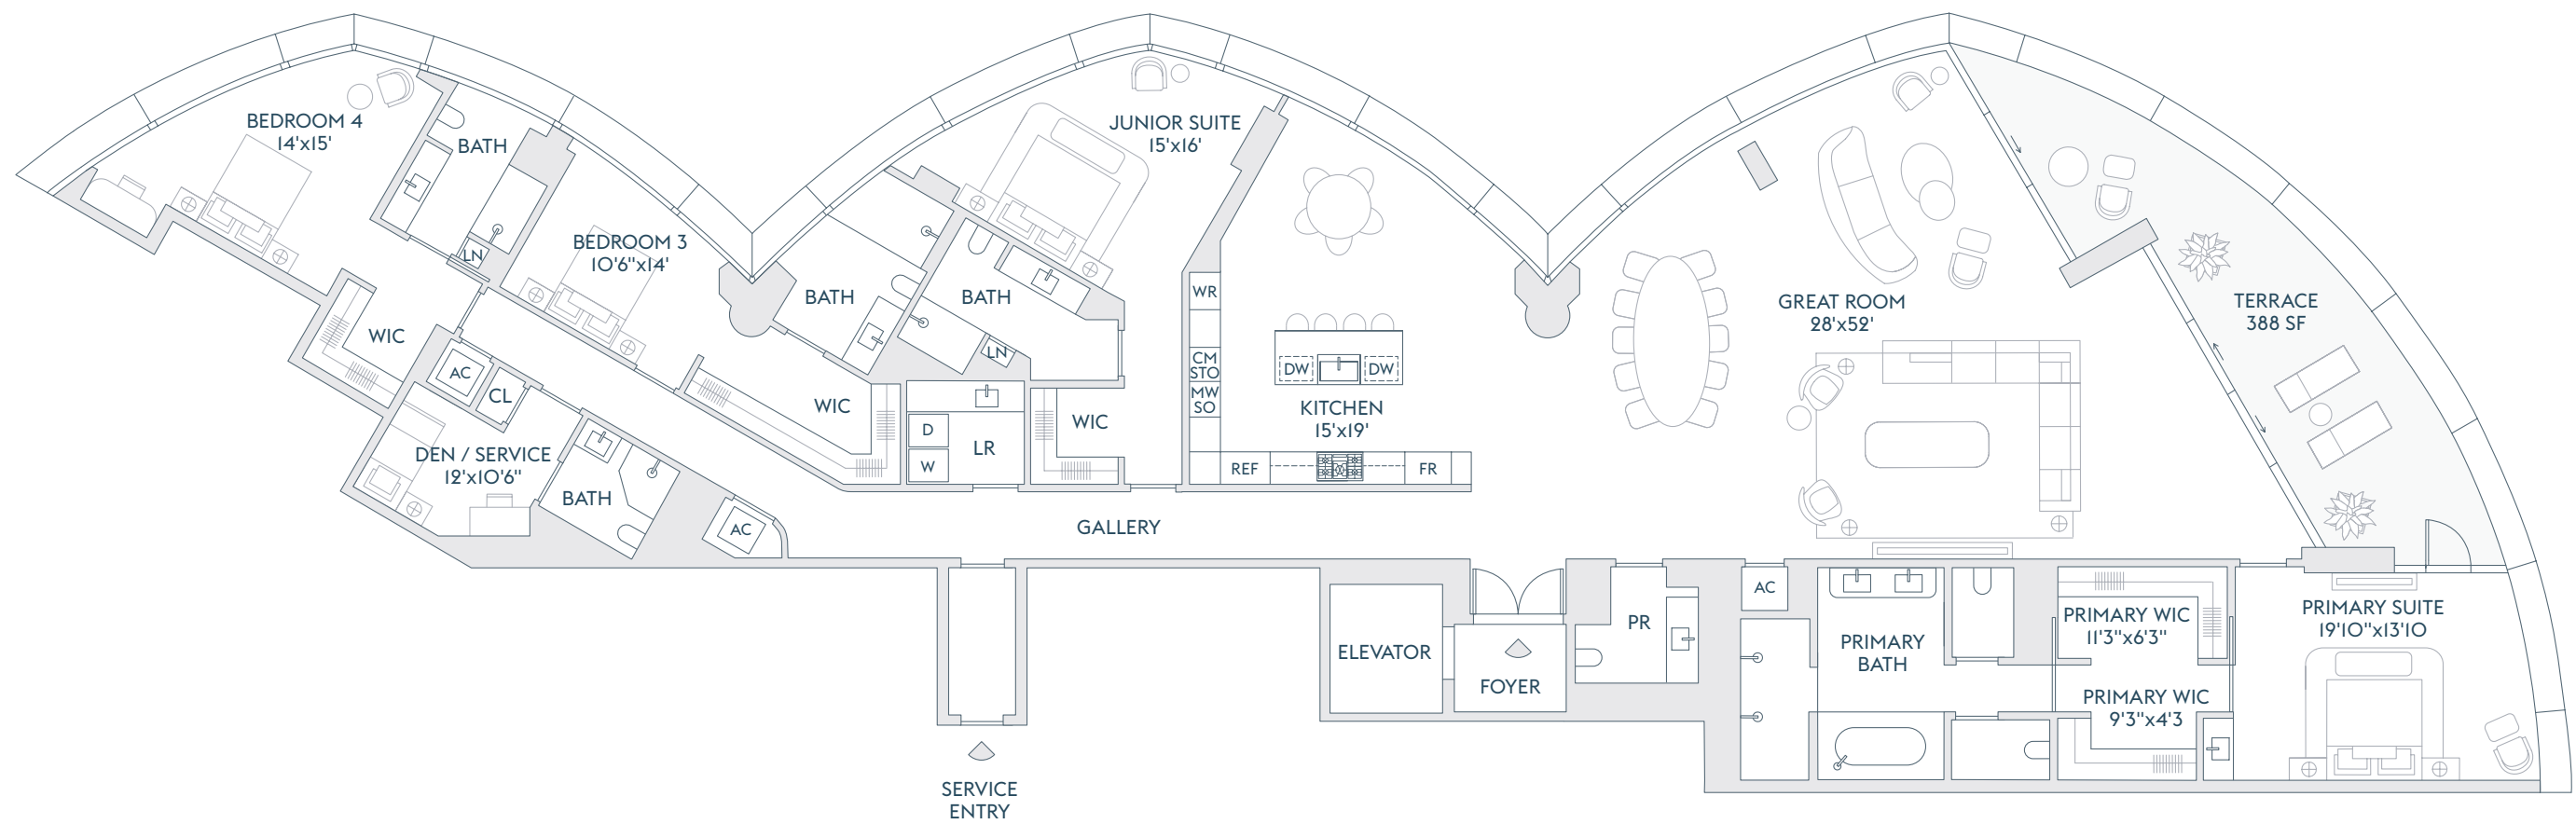 BEDROOM 4
14'x15'
BATH
LN
BEDROOM 3
10'6"x14'
WIC
AC
CL
DEN / SERVICE
12'x10'6"
BATH
AC
BATH
WIC
JUNIOR SUITE
15'x16'
BATH
LN
D
W
LR
WIC
WR
CM
STO
MW
SO
DW
DW
KITCHEN
15'x19'
REF
FR
GALLERY
GREAT ROOM
28'x52'
TERRACE
388 SF
SERVICE
ENTRY
ELEVATOR
FOYER
PR
AC
PRIMARY
BATH
PRIMARY WIC
11'3"x6'3"
PRIMARY WIC
9'3"x4'3
PRIMARY SUITE
19'10"x13'10